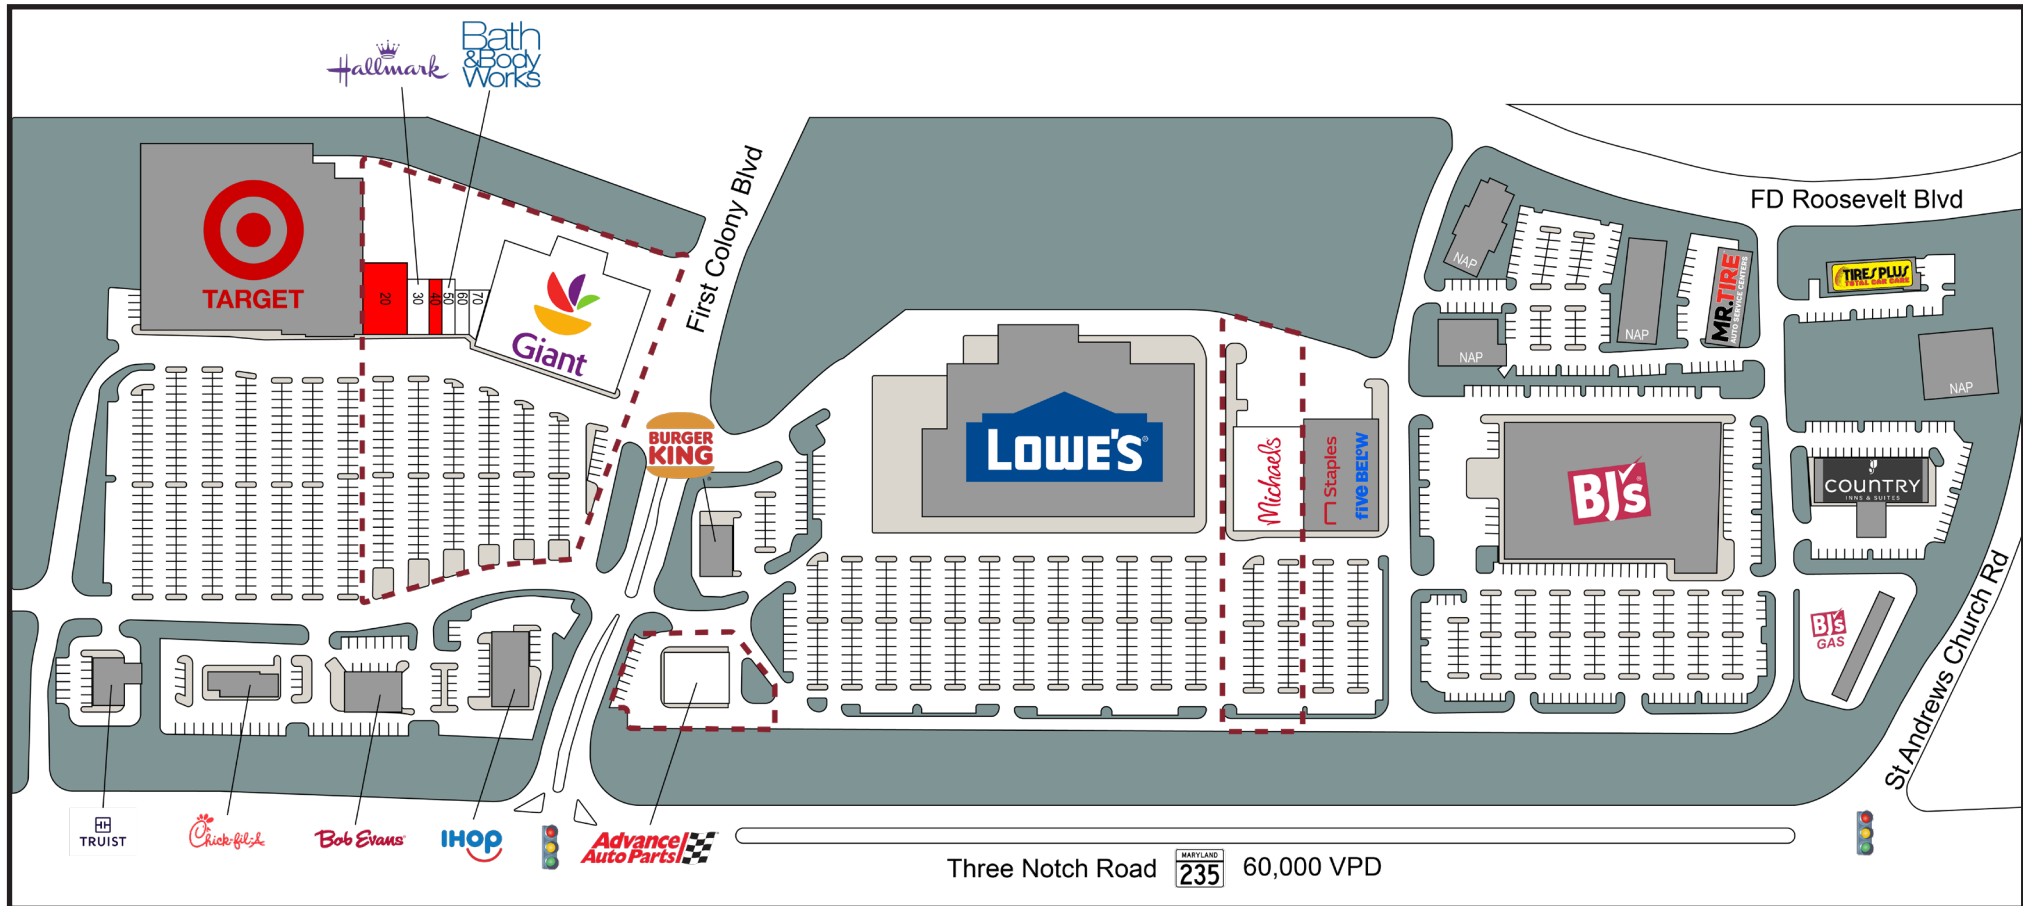 Hallmark
Bath
& Body
Works
First Colony Blvd
FD Roosevelt Blvd
TARGET
20
30
40
50
60
70
Giant
BURGER
KING
LOWE'S
Michaels
Staples
five BELOW
NAP
NAP
NAP
MR.TIRE
AUTO SERVICE CENTERS
TIRES PLUS
TOTAL CAR CARE
NAP
BJ's
COUNTRY
INNS & SUITES
BJ's
GAS
St Andrews Church Rd
TRUIST
Chick-fil-A
Bob Evans
IHOP
Advance
Auto Parts
Three Notch Road
MARYLAND
235
60,000 VPD